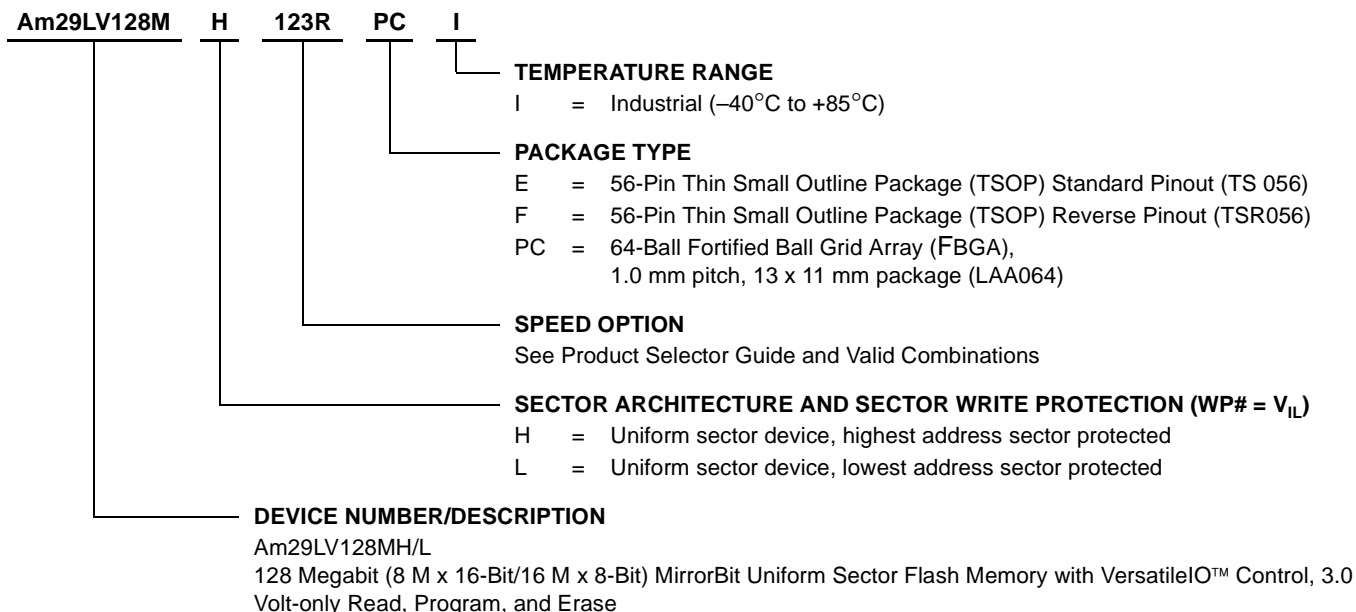 Am29LV128M H 123R PC I
TEMPERATURE RANGE
I = Industrial (–40°C to +85°C)
PACKAGE TYPE
E = 56-Pin Thin Small Outline Package (TSOP) Standard Pinout (TS 056)
F = 56-Pin Thin Small Outline Package (TSOP) Reverse Pinout (TSR056)
PC = 64-Ball Fortified Ball Grid Array (FBGA),
1.0 mm pitch, 13 x 11 mm package (LAA064)
SPEED OPTION
See Product Selector Guide and Valid Combinations
SECTOR ARCHITECTURE AND SECTOR WRITE PROTECTION (WP# = VIL)
H = Uniform sector device, highest address sector protected
L = Uniform sector device, lowest address sector protected
DEVICE NUMBER/DESCRIPTION
Am29LV128MH/L
128 Megabit (8 M x 16-Bit/16 M x 8-Bit) MirrorBit Uniform Sector Flash Memory with VersatileIO™ Control, 3.0
Volt-only Read, Program, and Erase